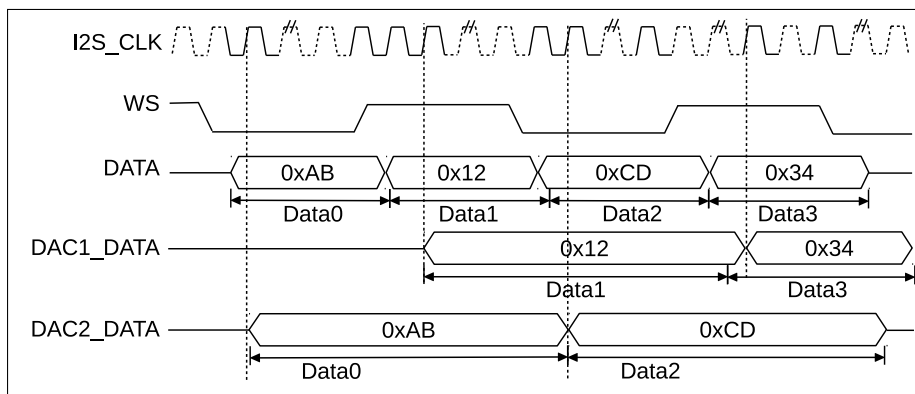 I2S_CLK
WS
DATA 0xAB 0x12 0xCD 0x34
Data0 Data1 Data2 Data3
DAC1_DATA 0x12 0x34
Data1 Data3
DAC2_DATA 0xAB 0xCD
Data0 Data2